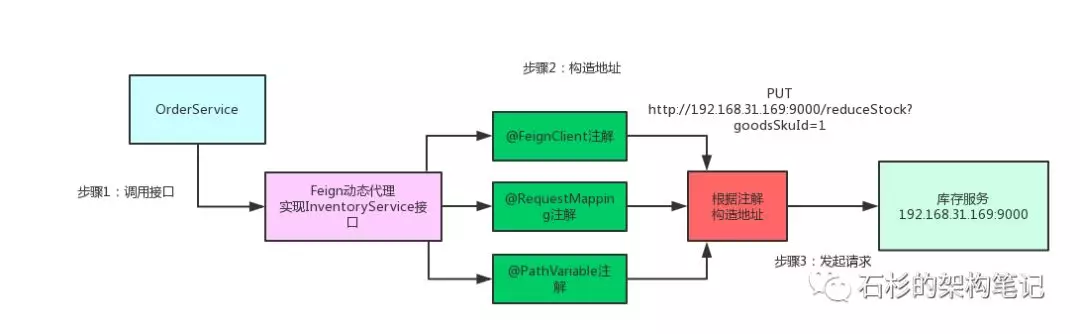 步骤2：构造地址
OrderService
PUT
http://192.168.31.169:9000/reduceStock?
goodsSkuId=1
@FeignClient注解
步骤1：调用接口
Feign动态代理
实现InventoryService接
口
@RequestMappin
g注解
根据注解
构造地址
库存服务
192.168.31.169:9000
@PathVariable注
解
步骤3：发起请求
石杉的架构笔记